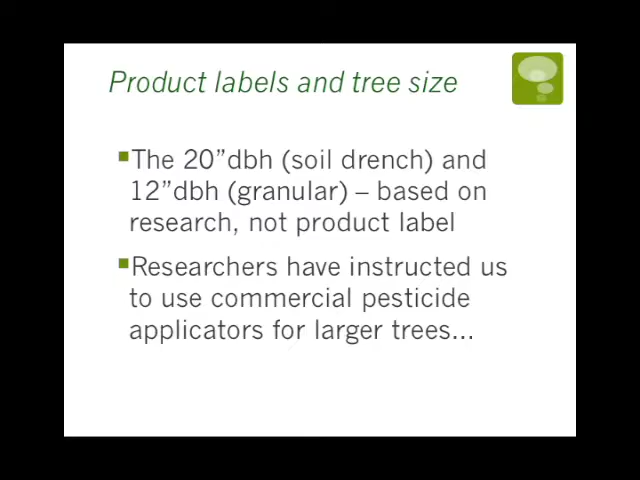 Product labels and tree size
The 20”dbh (soil drench) and
12”dbh (granular) – based on
research, not product label
Researchers have instructed us
to use commercial pesticide
applicators for larger trees...